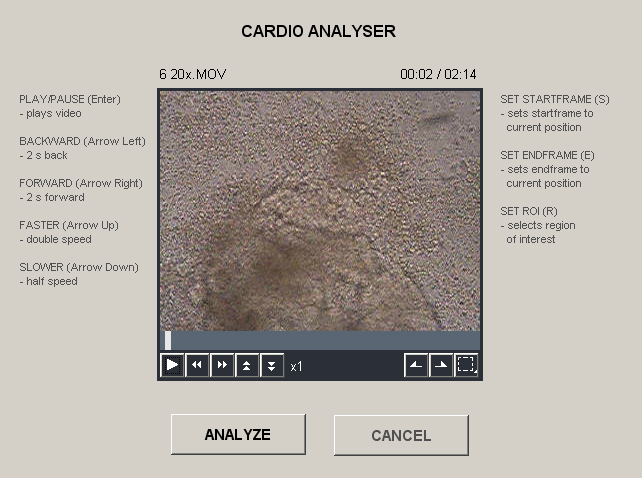 CARDIO ANALYSER
6 20x.MOV
00:02 / 02:14
PLAY/PAUSE (Enter)
- plays video
BACKWARD (Arrow Left)
- 2 s back
FORWARD (Arrow Right)
- 2 s forward
FASTER (Arrow Up)
- double speed
SLOWER (Arrow Down)
- half speed
SET STARTFRAME (S)
- sets startframe to
current position
SET ENDFRAME (E)
- sets endframe to
current position
SET ROI (R)
- selects region
of interest
x1
ANALYZE
CANCEL